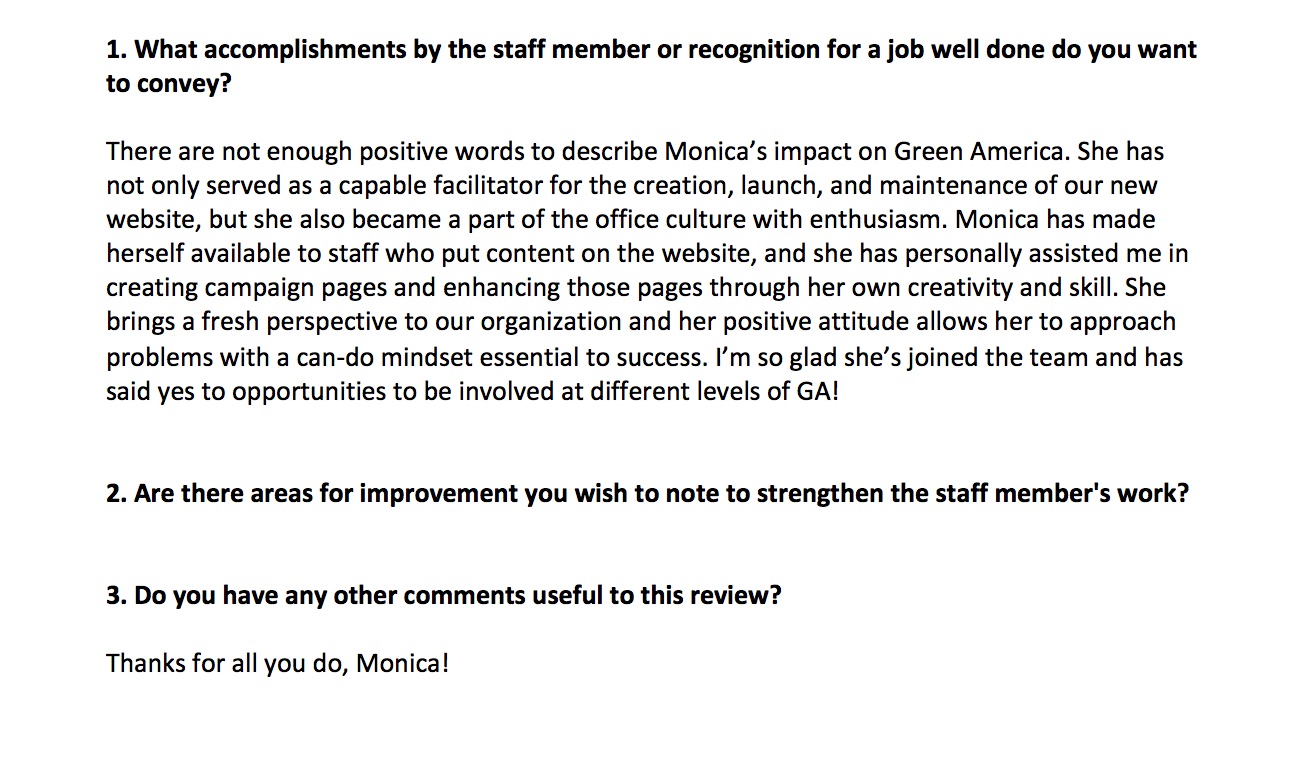 1. What accomplishments by the staff member or recognition for a job well done do you want
to convey?
There are not enough positive words to describe Monica’s impact on Green America. She has
not only served as a capable facilitator for the creation, launch, and maintenance of our new
website, but she also became a part of the office culture with enthusiasm. Monica has made
herself available to staff who put content on the website, and she has personally assisted me in
creating campaign pages and enhancing those pages through her own creativity and skill. She
brings a fresh perspective to our organization and her positive attitude allows her to approach
problems with a can-do mindset essential to success. I’m so glad she’s joined the team and has
said yes to opportunities to be involved at different levels of GA!
2. Are there areas for improvement you wish to note to strengthen the staff member's work?
3. Do you have any other comments useful to this review?
Thanks for all you do, Monica!